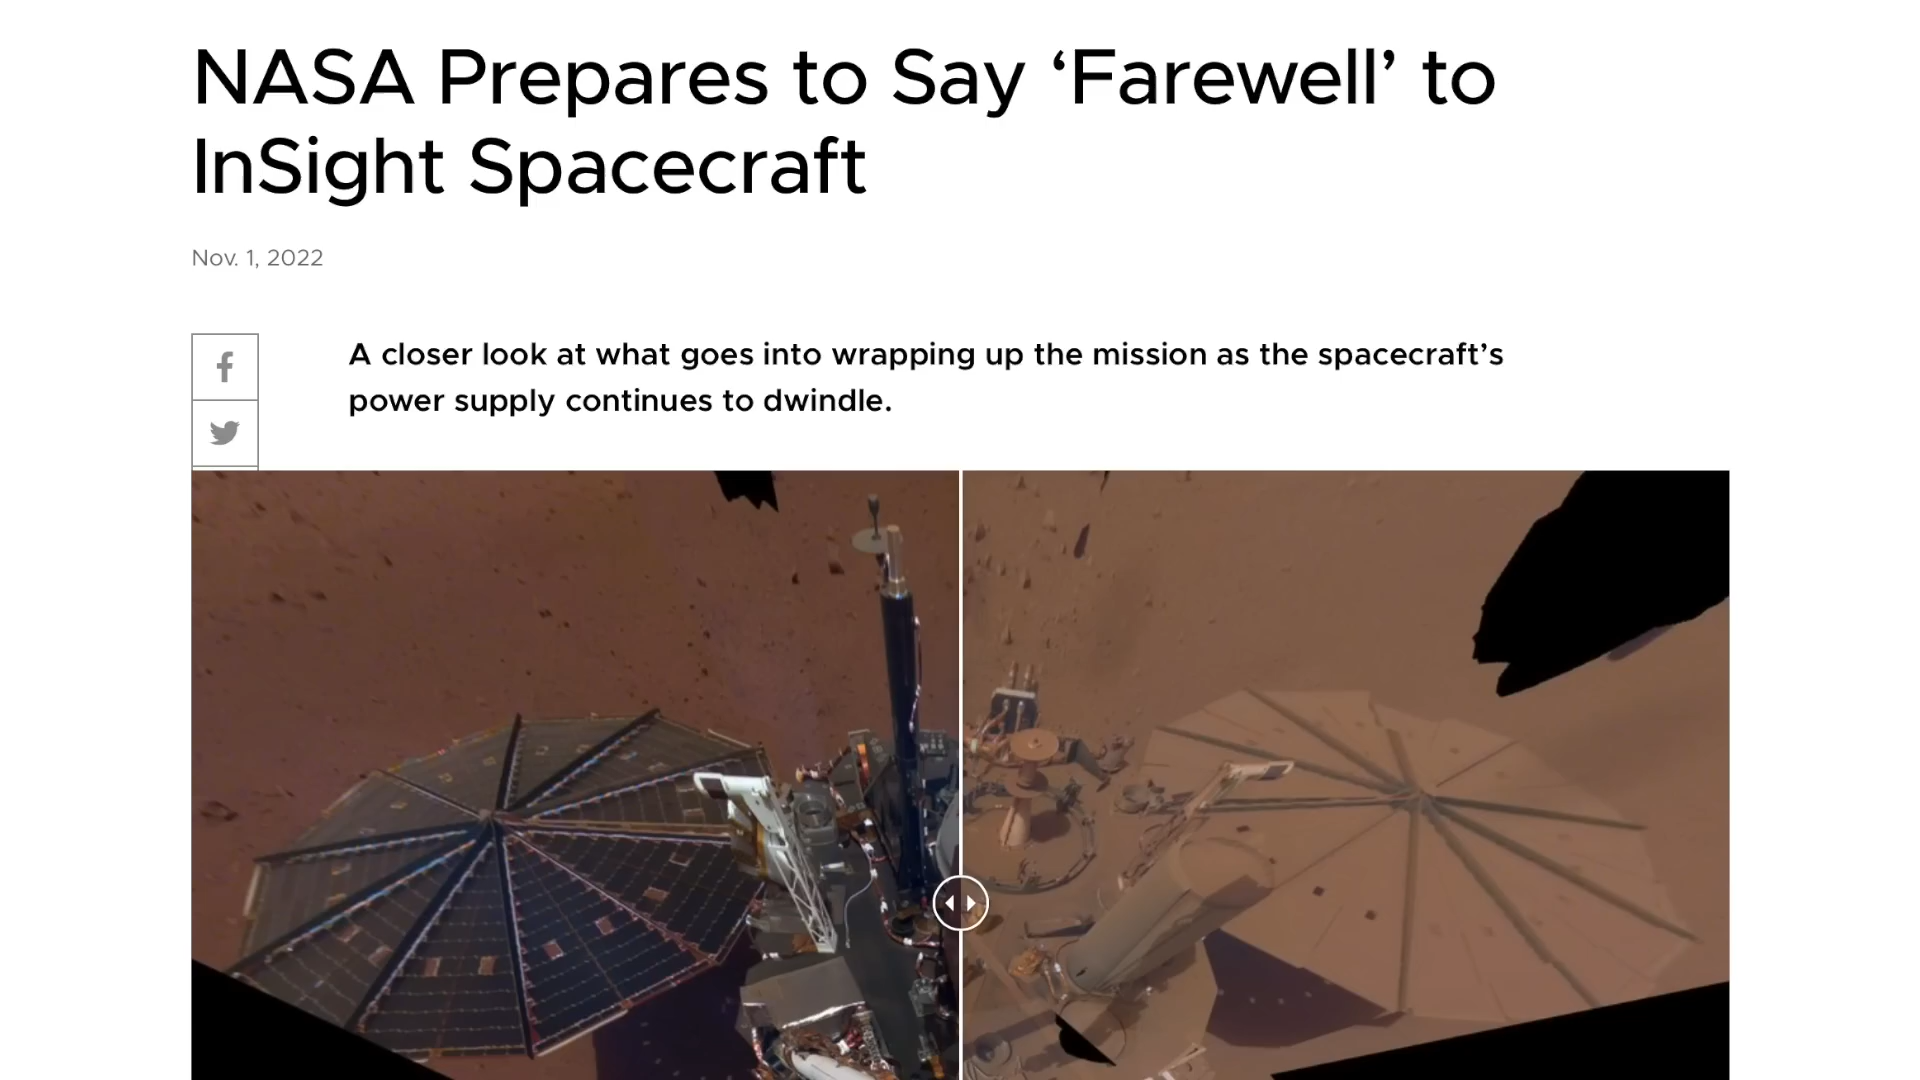 NASA Prepares to Say ‘Farewell’ to
InSight Spacecraft
Nov. 1, 2022
A closer look at what goes into wrapping up the mission as the spacecraft’s
power supply continues to dwindle.